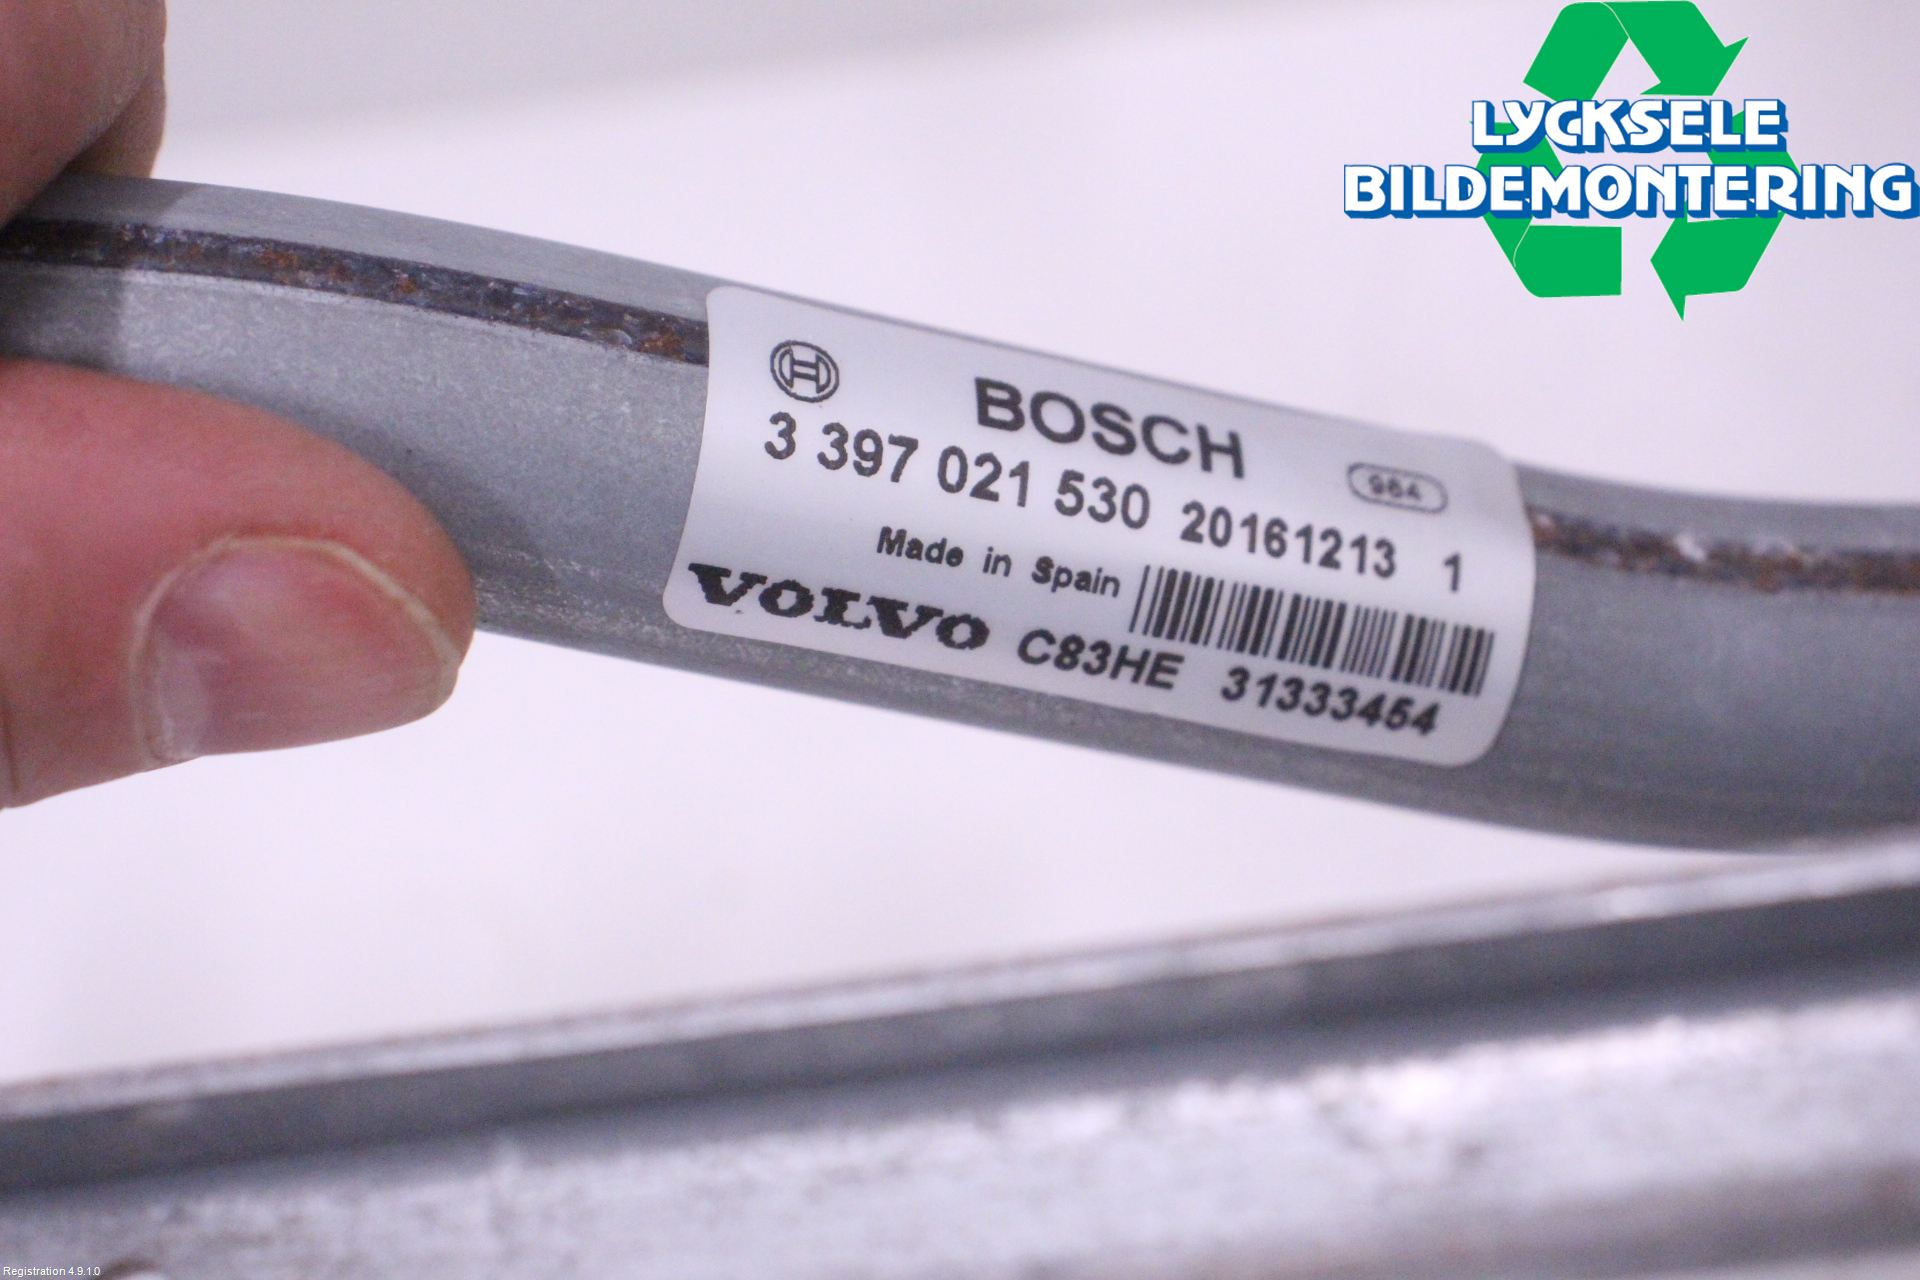 LYCKSELE
BILDEMONTERING
BOSCH
984
3 397 021 530 20161213 1
Made in Spain
VOLVO C83HE 31333454
Registration 4.9.1.0